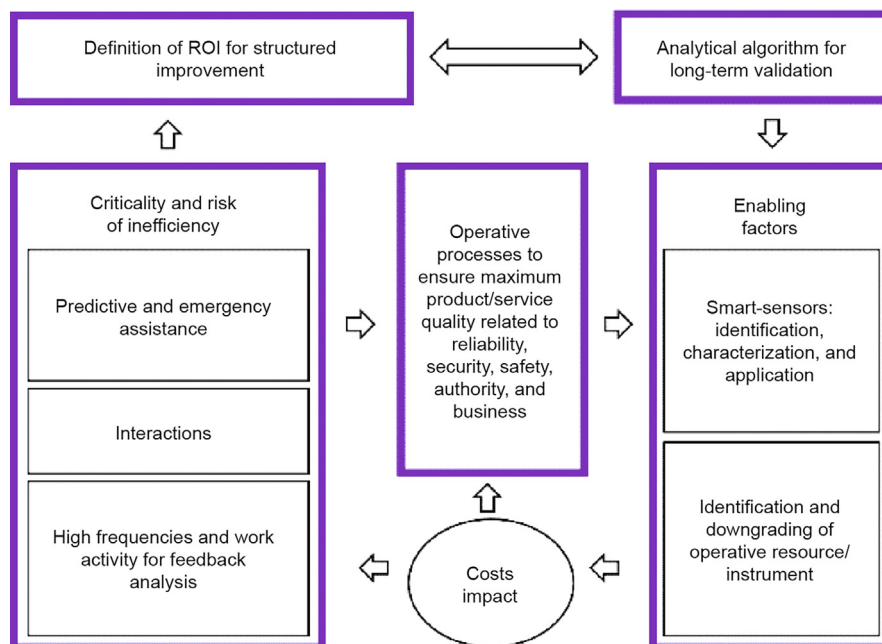 Definition of ROI for structured
improvement
Analytical algorithm for
long-term validation
Criticality and risk
of inefficiency
Predictive and emergency
assistance
Interactions
High frequencies and work
activity for feedback
analysis
Operative
processes to
ensure maximum
product/service
quality related to
reliability,
security, safety,
authority, and
business
Costs
impact
Enabling
factors
Smart-sensors:
identification,
characterization, and
application
Identification and
downgrading of
operative resource/
instrument